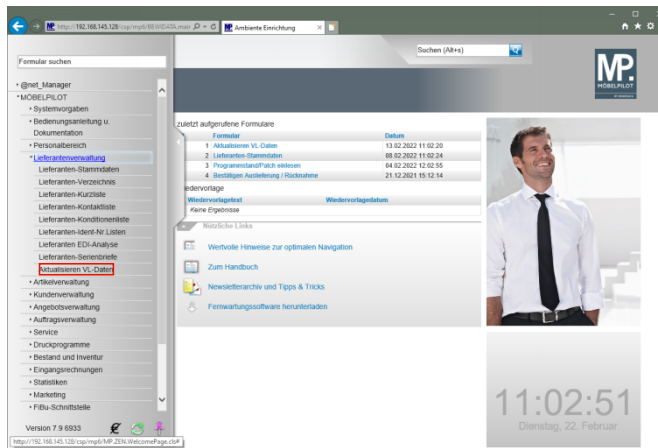 http://192.168.145.128/csp/mp6/BEWIDATA.main
Ambiente Einrichtung
Suchen (Alt+s)
Formular suchen
MP.
MÖBELPILOT
@net_Manager
MÖBELPILOT
Systemvorgaben
Bedienungsanleitung u.
Dokumentation
Personalbereich
Lieferantenverwaltung
Lieferanten-Stammdaten
Lieferanten-Verzeichnis
Lieferanten-Kurzliste
Lieferanten-Kontaktliste
Lieferanten-Konditionenliste
Lieferanten-Ident-Nr.Listen
Lieferanten EDI-Analyse
Lieferanten-Serienbriefe
Aktualisieren VL-Daten
Artikelverwaltung
Kundenverwaltung
Angebotsverwaltung
Auftragsverwaltung
Service
Druckprogramme
Bestand und Inventur
Eingangsrechnungen
Statistiken
Marketing
FiBu-Schnittstelle
Version 7.9 6933
http://192.168.145.128/csp/mp6/MP.ZEN.WelcomePage.cls#
zuletzt aufgerufene Formulare
Formular Datum
1 Aktualisieren VL-Daten 13.02.2022 11:02:20
2 Lieferanten-Stammdaten 08.02.2022 11:02:24
3 Programmstand/Patch einlesen 04.02.2022 12:02:55
4 Bestätigen Auslieferung / Rücknahme 21.12.2021 15:12:14
iedervorlage
Wiedervorlagetext Wiedervorlagedatum
Keine Ergebnisse
Nützliche Links
Wertvolle Hinweise zur optimalen Navigation
Zum Handbuch
Newsletterarchiv und Tipps & Tricks
Fernwartungssoftware herunterladen
11:02:51
Dienstag, 22. Februar